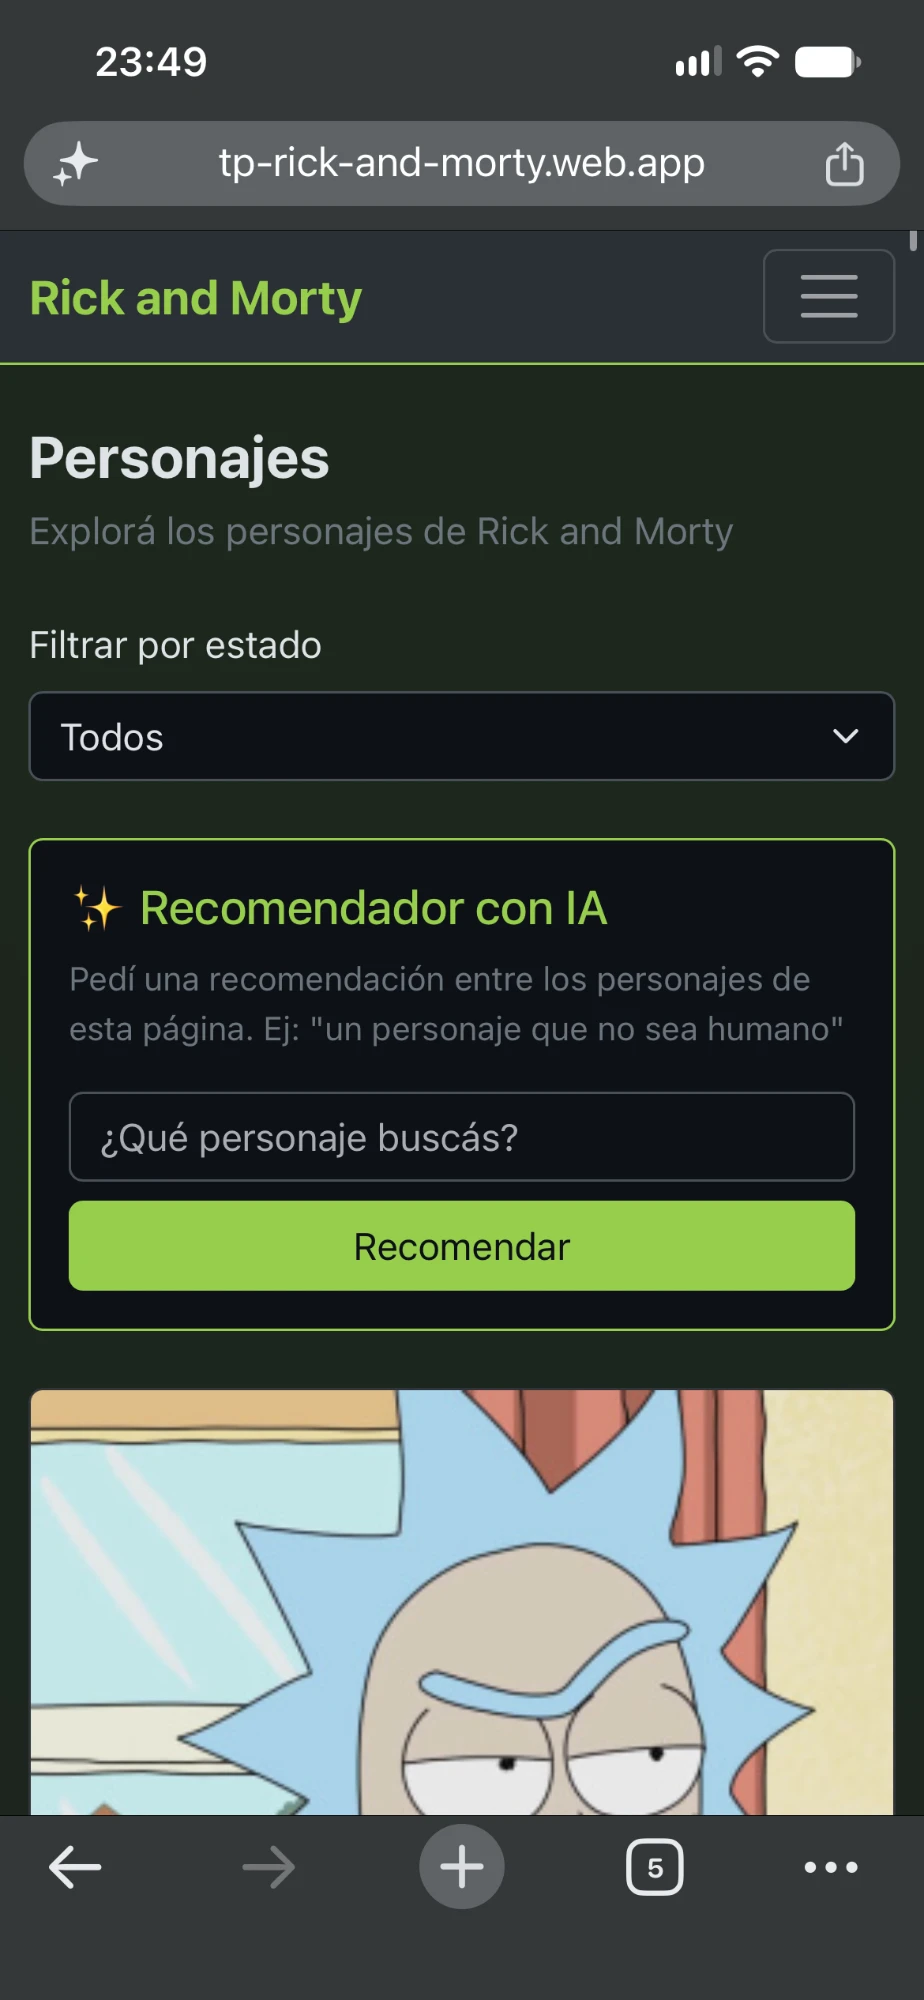 23:49
tp-rick-and-morty.web.app
Rick and Morty
Personajes
Explorá los personajes de Rick and Morty
Filtrar por estado
Todos
✨ Recomendador con IA
Pedí una recomendación entre los personajes de
esta página. Ej: "un personaje que no sea humano"
¿Qué personaje buscás?
Recomendar
5